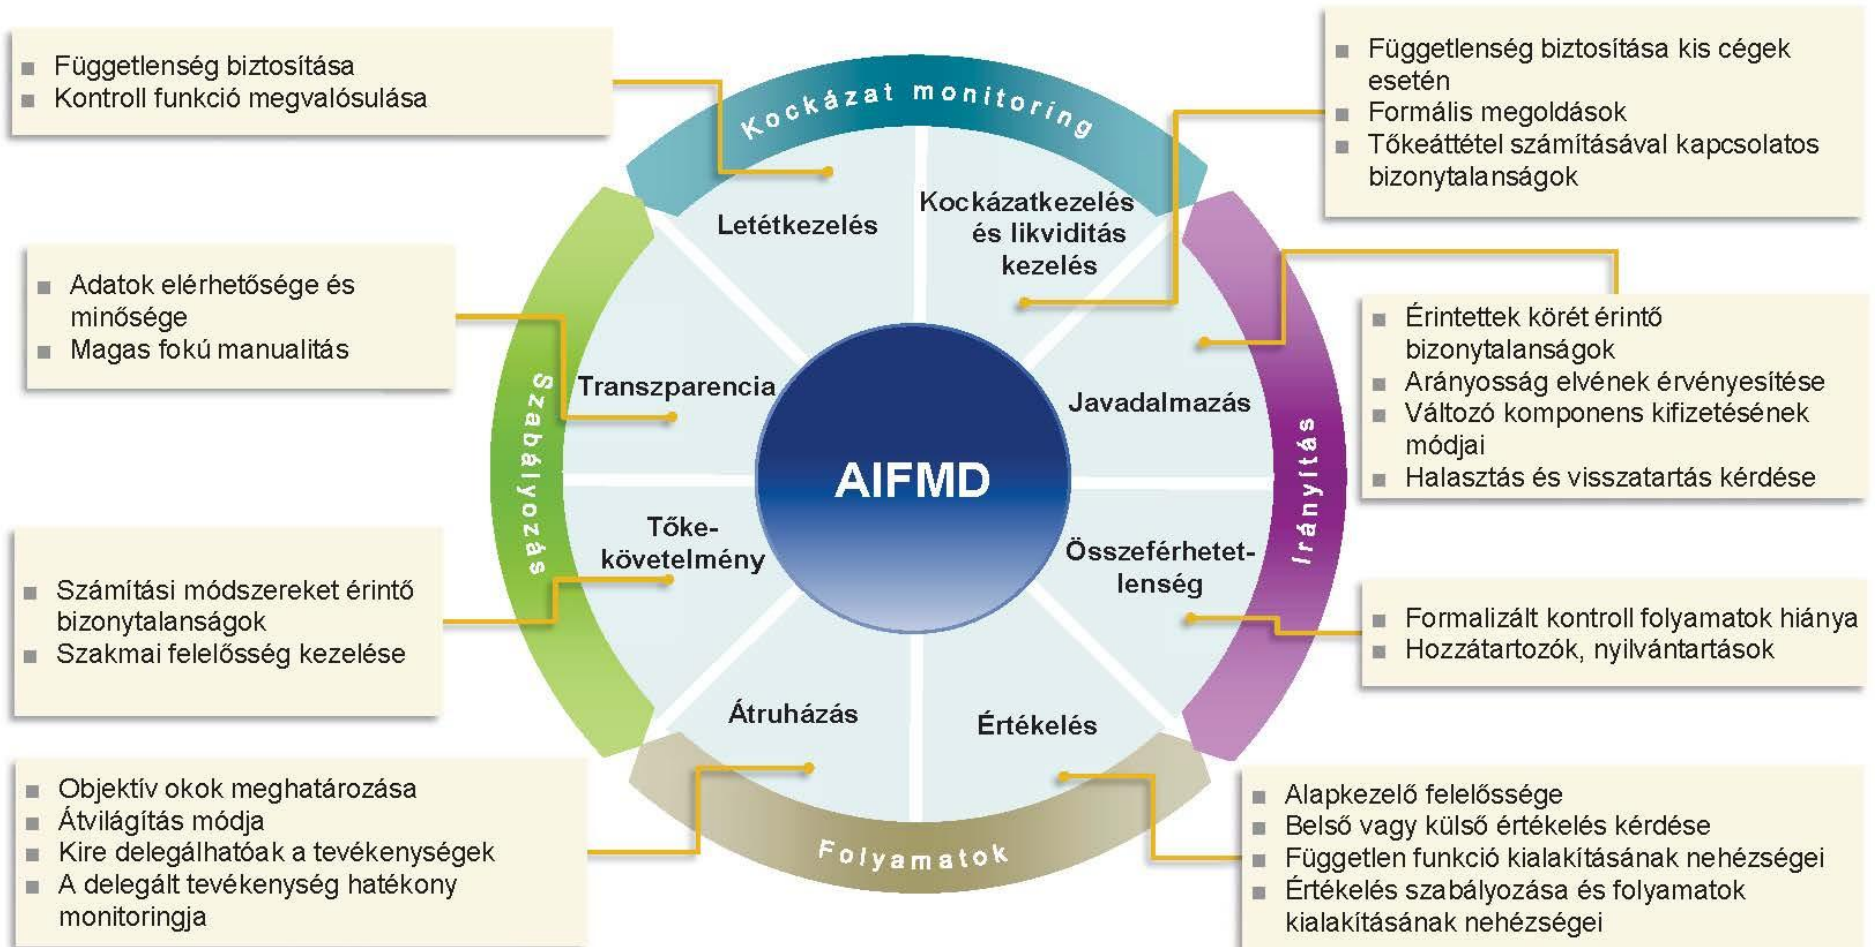 Függetlenség biztosítása
Kontroll funkció megvalósulása
Függetlenség biztosítása kis cégek
esetén
Formális megoldások
Tőkeáttétel számításával kapcsolatos
bizonytalanságok
Kockázat monitoring
Letétkezelés
Kockázatkezelés
és likviditás
kezelés
Adatok elérhetősége és
minősége
Magas fokú manualitás
Érintettek körét érintő
bizonytalanságok
Arányosság elvének érvényesítése
Változó komponens kifizetésének
módjai
Halasztás és visszatartás kérdése
Szabályozás
Transzparencia
Javadalmazás
Irányítás
AIFMD
Tőke-
követelmény
Összeférhetet-
lenség
Számítási módszereket érintő
bizonytalanságok
Szakmai felelősség kezelése
Formalizált kontroll folyamatok hiánya
Hozzátartozók, nyilvántartások
Átruházás
Értékelés
Folyamatok
Objektív okok meghatározása
Átvilágítás módja
Kire delegálhatóak a tevékenységek
A delegált tevékenység hatékony
monitoringja
Alapkezelő felelőssége
Belső vagy külső értékelés kérdése
Független funkció kialakításának nehézségei
Értékelés szabályozása és folyamatok
kialakításának nehézségei